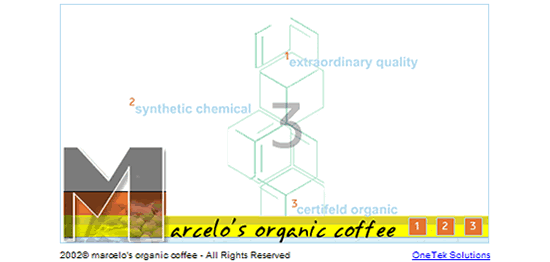 1 extraordinary quality
2 synthetic chemical
3
3 certifeld organic
Marcelo's organic coffee 1 2 3
2002® marcelo's organic coffee - All Rights Reserved OneTek Solutions